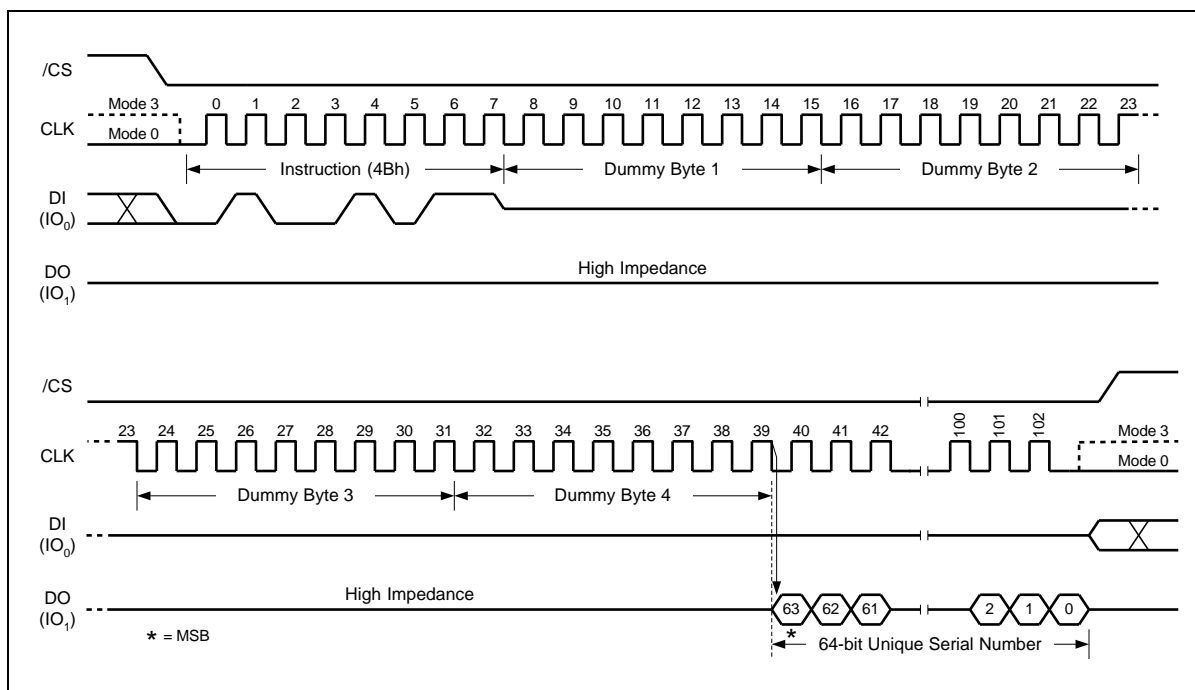 /CS
Mode 3
0 1 2 3 4 5 6 7 8 9 10 11 12 13 14 15 16 17 18 19 20 21 22 23
CLK
Mode 0
Instruction (4Bh) Dummy Byte 1 Dummy Byte 2
DI
(IO0)
High Impedance
DO
(IO1)
/CS
23 24 25 26 27 28 29 30 31 32 33 34 35 36 37 38 39 40 41 42 100 101 102
Mode 3
CLK
Mode 0
Dummy Byte 3 Dummy Byte 4
DI
(IO0)
High Impedance
DO
(IO1)
63 62 61 2 1 0
* = MSB
*
64-bit Unique Serial Number